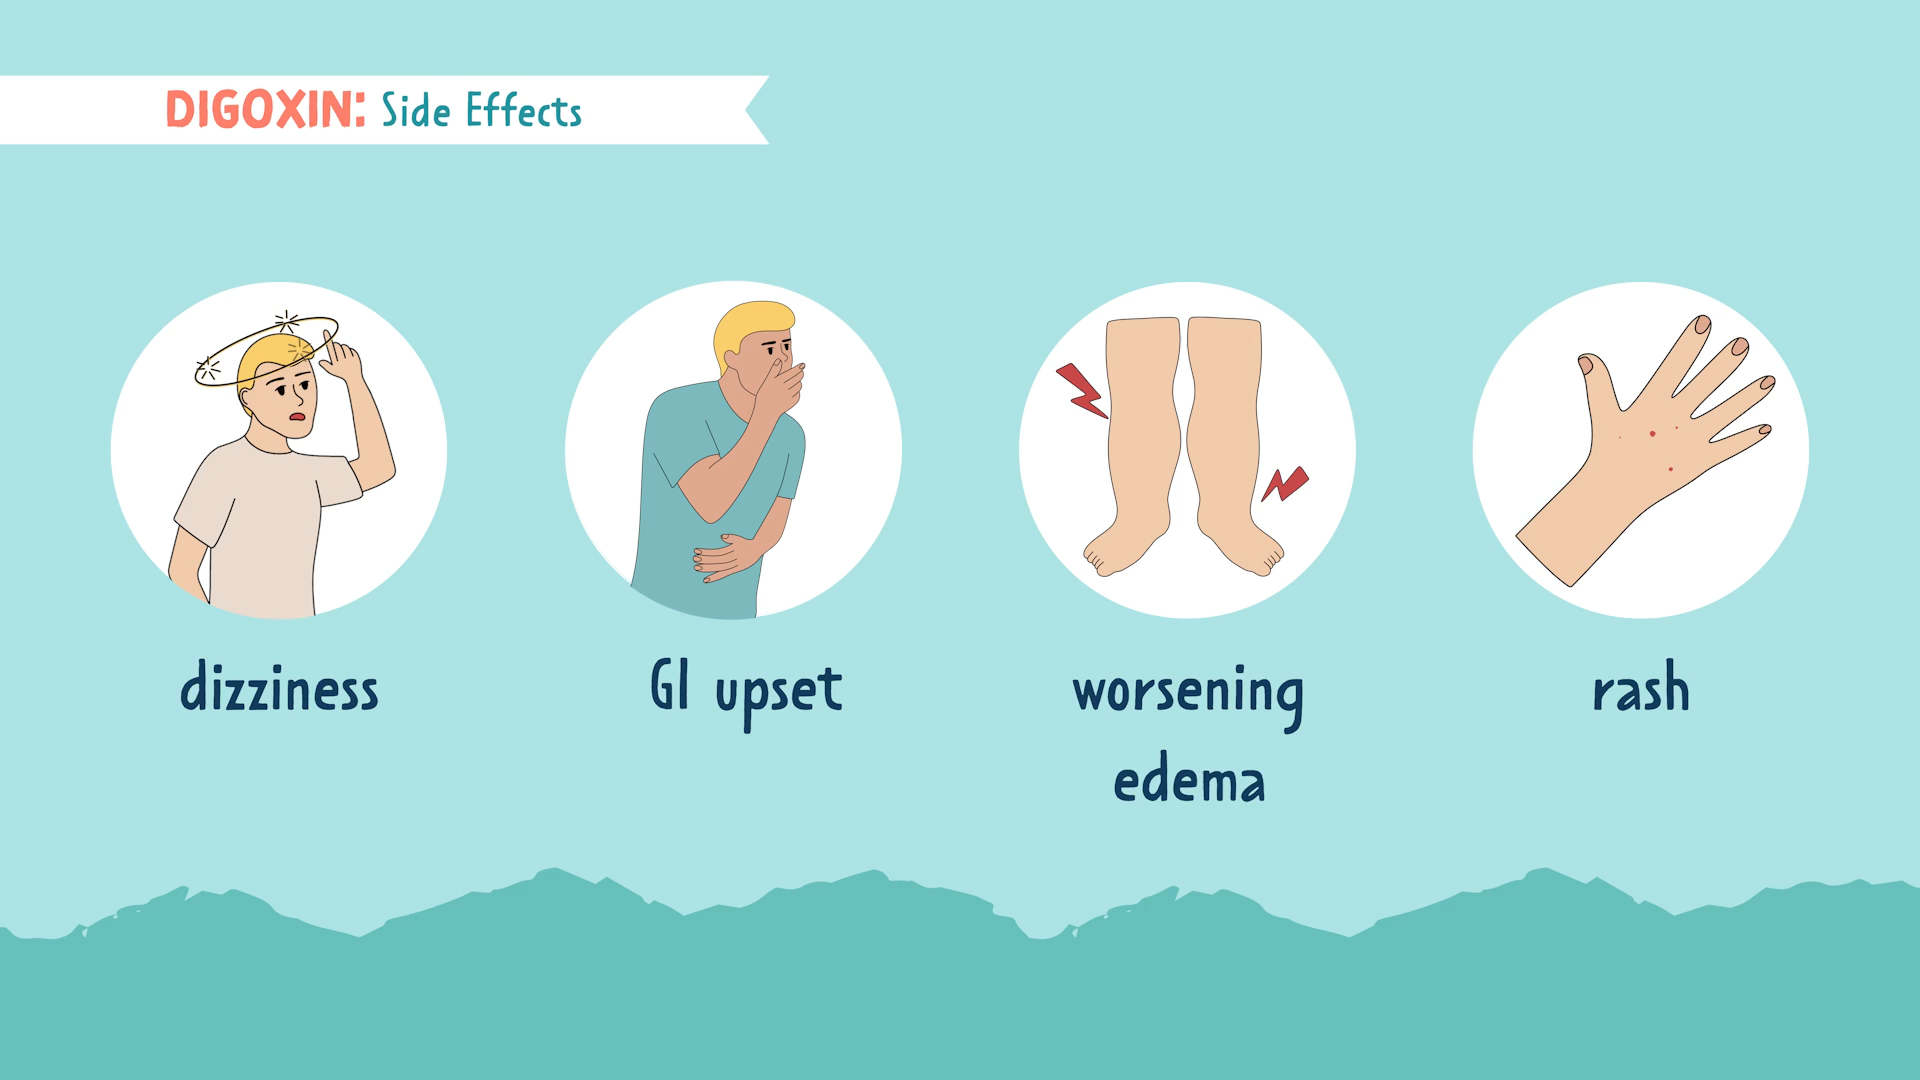 DIGOXIN: Side Effects
dizziness
GI upset
worsening
edema
rash